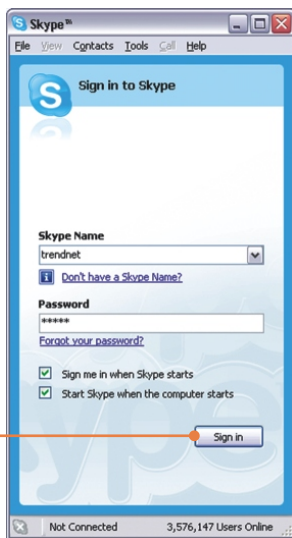 Skype™
File View Contacts Tools Call Help
S Sign in to Skype
Skype Name
trendnet
i Don't have a Skype Name?
Password
*****
Forgot your password?
Sign me in when Skype starts
Start Skype when the computer starts
Sign in
Not Connected 3,576,147 Users Online